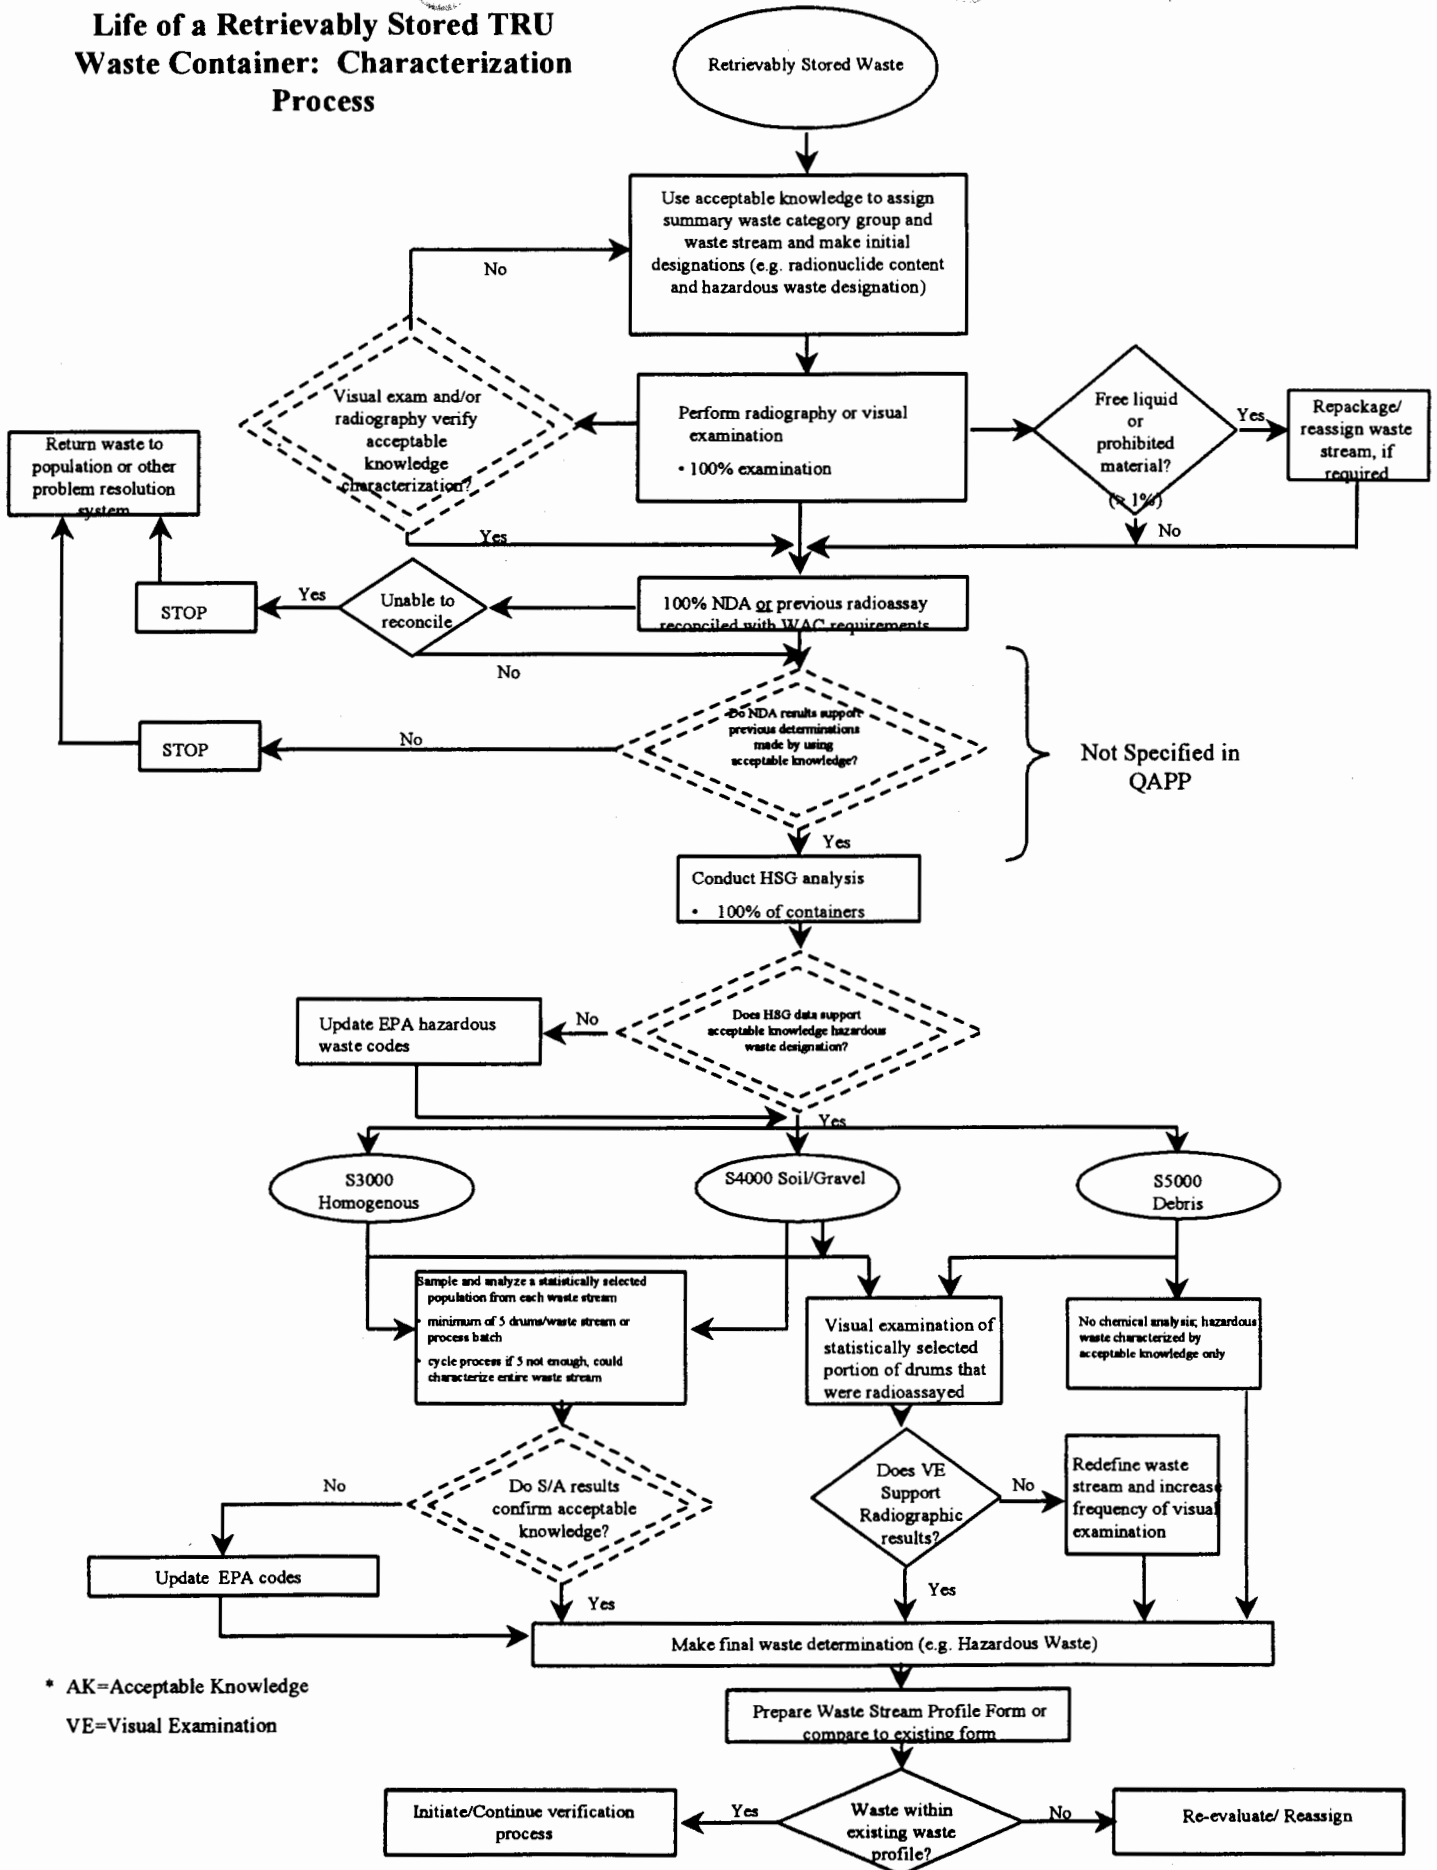 Life of a Retrievably Stored TRU
Waste Container: Characterization
Process
Retrievably Stored Waste
Use acceptable knowledge to assign
summary waste category group and
waste stream and make initial
designations (e.g. radionuclide content
and hazardous waste designation)
No
Visual exam and/or
radiography verify
acceptable
knowledge
characterization?
Perform radiography or visual
examination
• 100% examination
Free liquid
or
prohibited
material?
(> 1%)
Yes
Repackage/
reassign waste
stream, if
required
Return waste to
population or other
problem resolution
system
Yes
No
STOP
Yes
Unable to
reconcile
100% NDA or previous radioassay
reconciled with WAC requirements
No
Do NDA results support
previous determinations
made by using
acceptable knowledge?
STOP
No
Not Specified in
QAPP
Yes
Conduct HSG analysis
• 100% of containers
Update EPA hazardous
waste codes
No
Does HSG data support
acceptable knowledge hazardous
waste designation?
Yes
S3000
Homogenous
S4000 Soil/Gravel
S5000
Debris
Sample and analyze a statistically selected
population from each waste stream
• minimum of 5 drums/waste stream or
process batch
• cycle process if 5 not enough, could
characterize entire waste stream
Visual examination of
statistically selected
portion of drums that
were radioassayed
No chemical analysis; hazardous
waste characterized by
acceptable knowledge only
No
Do S/A results
confirm acceptable
knowledge?
Does VE
Support
Radiographic
results?
No
Redefine waste
stream and increase
frequency of visual
examination
Update EPA codes
Yes
Yes
Make final waste determination (e.g. Hazardous Waste)
* AK=Acceptable Knowledge
VE=Visual Examination
Prepare Waste Stream Profile Form or
compare to existing form
Initiate/Continue verification
process
Yes
Waste within
existing waste
profile?
No
Re-evaluate/ Reassign